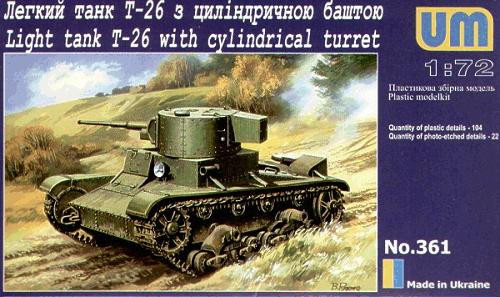 Легкий танк Т-26 з циліндричною баштою
Light tank T-26 with cylindrical turret
um
1:72
Пластикова збірна модель
Plastic modelkit
Quantity of plastic details - 104
Quantity of photo-etched details - 22
No.361
Made in Ukraine